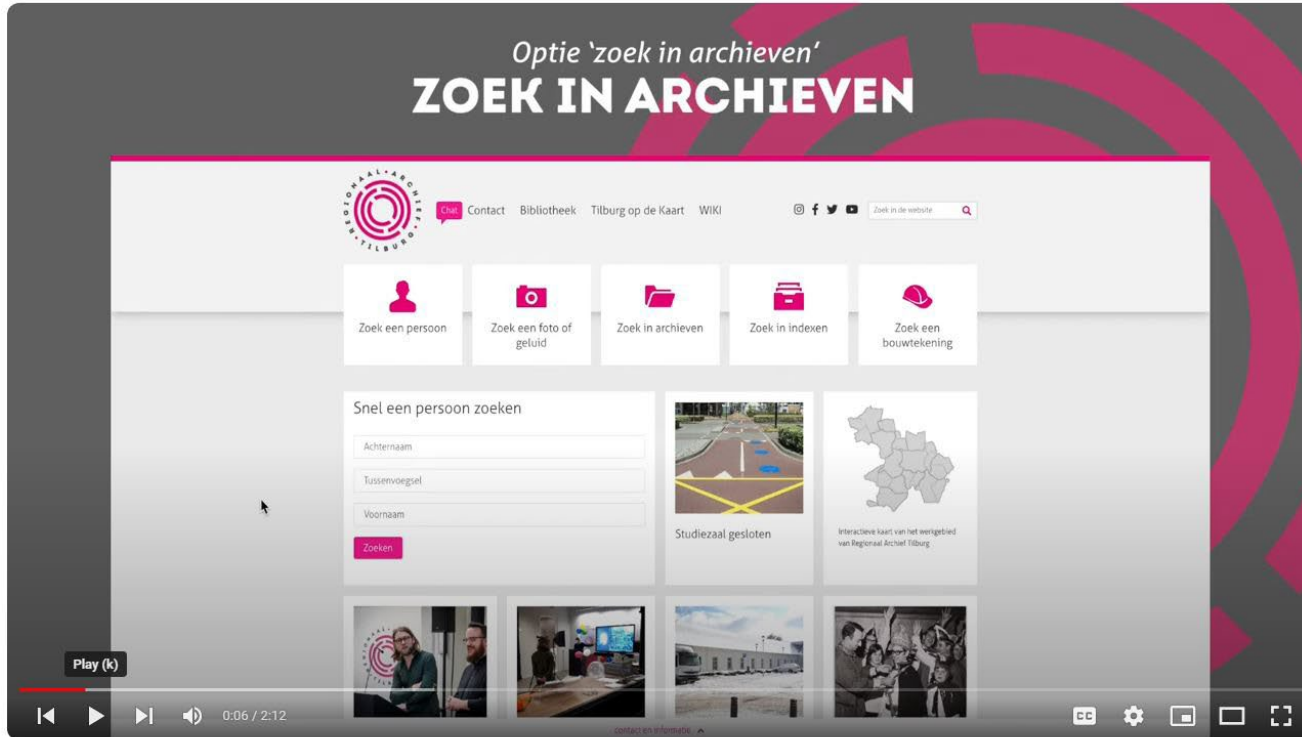 Optie ‘zoek in archieven’
ZOEK IN ARCHIEVEN
REGIONAAL ARCHIEF TILBURG
Chat
Contact
Bibliotheek
Tilburg op de Kaart
WIKI
Zoek in de website
Zoek een persoon
Zoek een foto of
geluid
Zoek in archieven
Zoek in indexen
Zoek een
bouwtekening
Snel een persoon zoeken
Achternaam
Tussenvoegsel
Voornaam
Zoeken
Studiezaal gesloten
Interactieve kaart van het werkgebied
van Regionaal Archief Tilburg
Play (k)
0:06 / 2:12
CC
contact en informatie